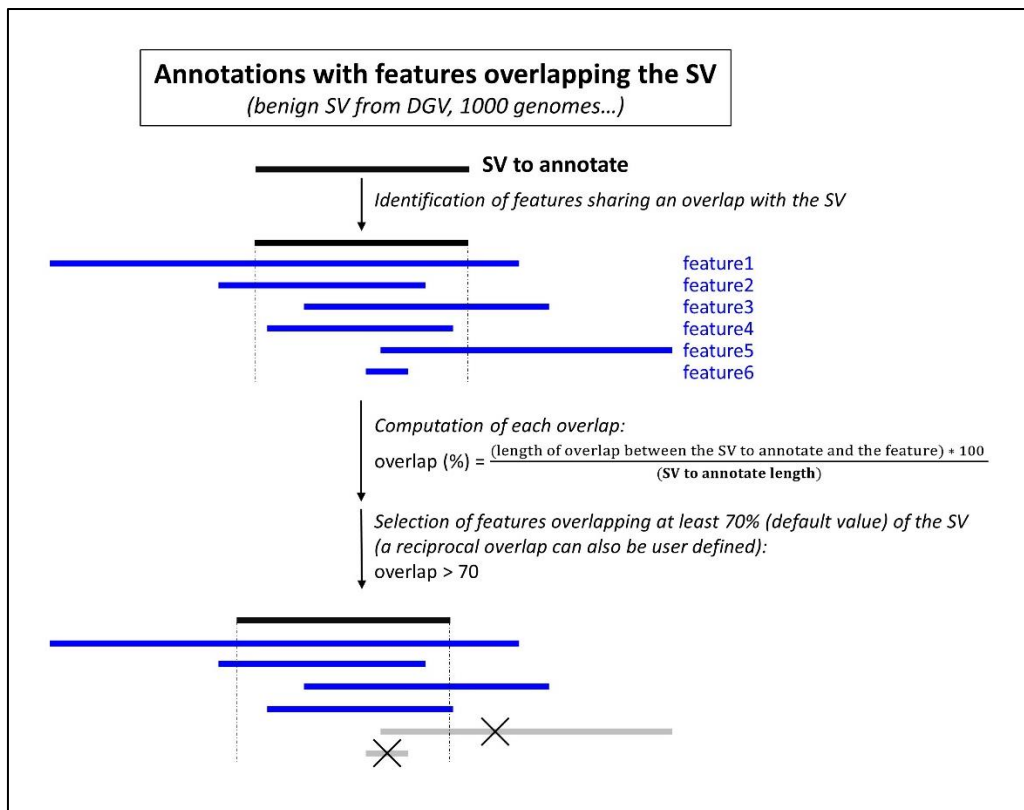 Annotations with features overlapping the SV
(benign SV from DGV, 1000 genomes…)
SV to annotate
Identification of features sharing an overlap with the SV
feature1
feature2
feature3
feature4
feature5
feature6
Computation of each overlap:
overlap (%) = (length of overlap between the SV to annotate and the feature) * 100
(SV to annotate length)
Selection of features overlapping at least 70% (default value) of the SV
(a reciprocal overlap can also be user defined):
overlap > 70